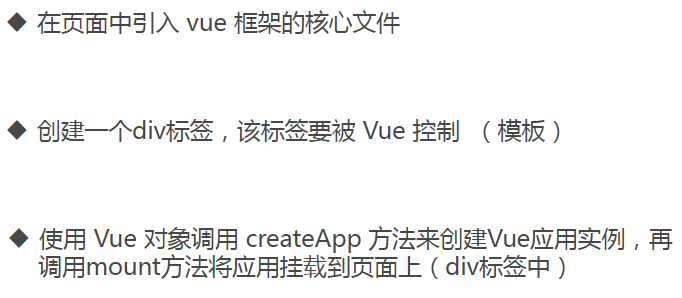 ◆ 在页面中引入 vue 框架的核心文件
◆ 创建一个div标签，该标签要被 Vue 控制 （模板）
◆ 使用 Vue 对象调用 createApp 方法来创建Vue应用实例，再
调用mount方法将应用挂载到页面上（div标签中）